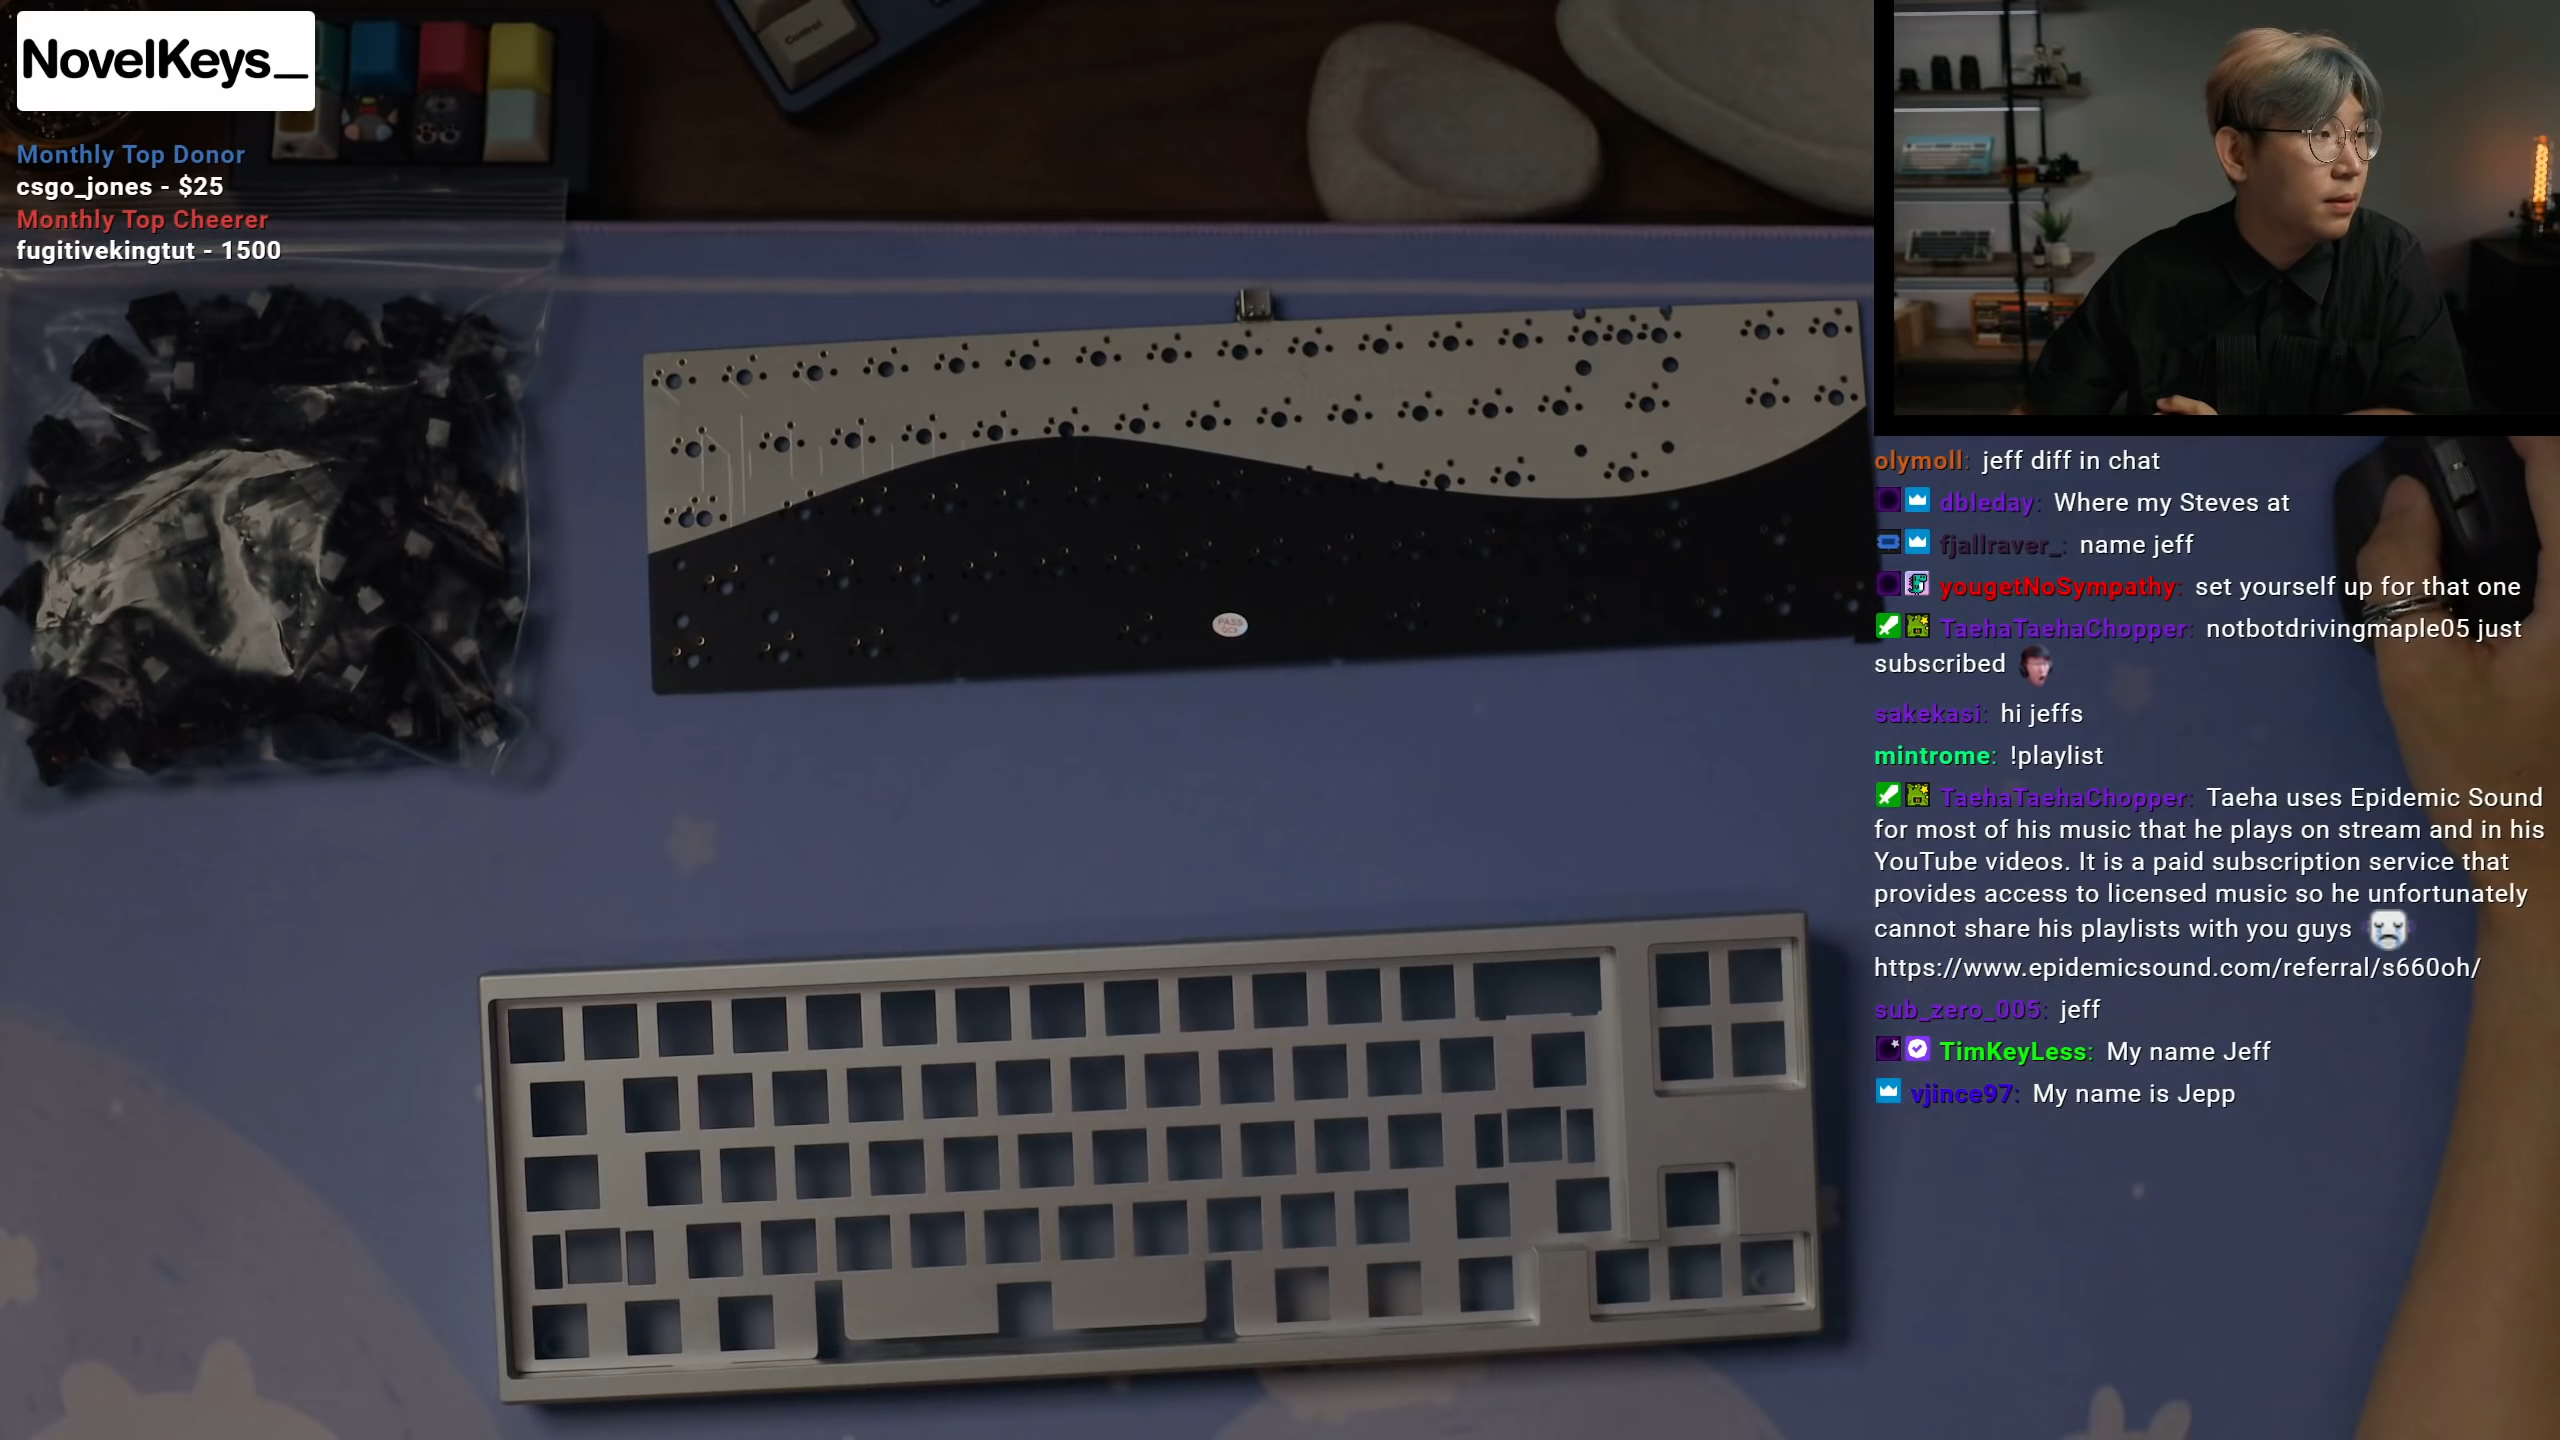 NovelKeys_
Control
Monthly Top Donor
csgo_jones - $25
Monthly Top Cheerer
fugitivekingtut - 1500
PASS
olymoll: jeff diff in chat
dbleday: Where my Steves at
fjallraver_: name jeff
yougetNoSympathy: set yourself up for that one
TaehaTaehaChopper: notbotdrivingmaple05 just
subscribed
sakekasi: hi jeffs
mintrome: !playlist
TaehaTaehaChopper: Taeha uses Epidemic Sound
for most of his music that he plays on stream and in his
YouTube videos. It is a paid subscription service that
provides access to licensed music so he unfortunately
cannot share his playlists with you guys
https://www.epidemicsound.com/referral/s660oh/
sub_zero_005: jeff
TimKeyLess: My name Jeff
vjince97: My name is Jepp